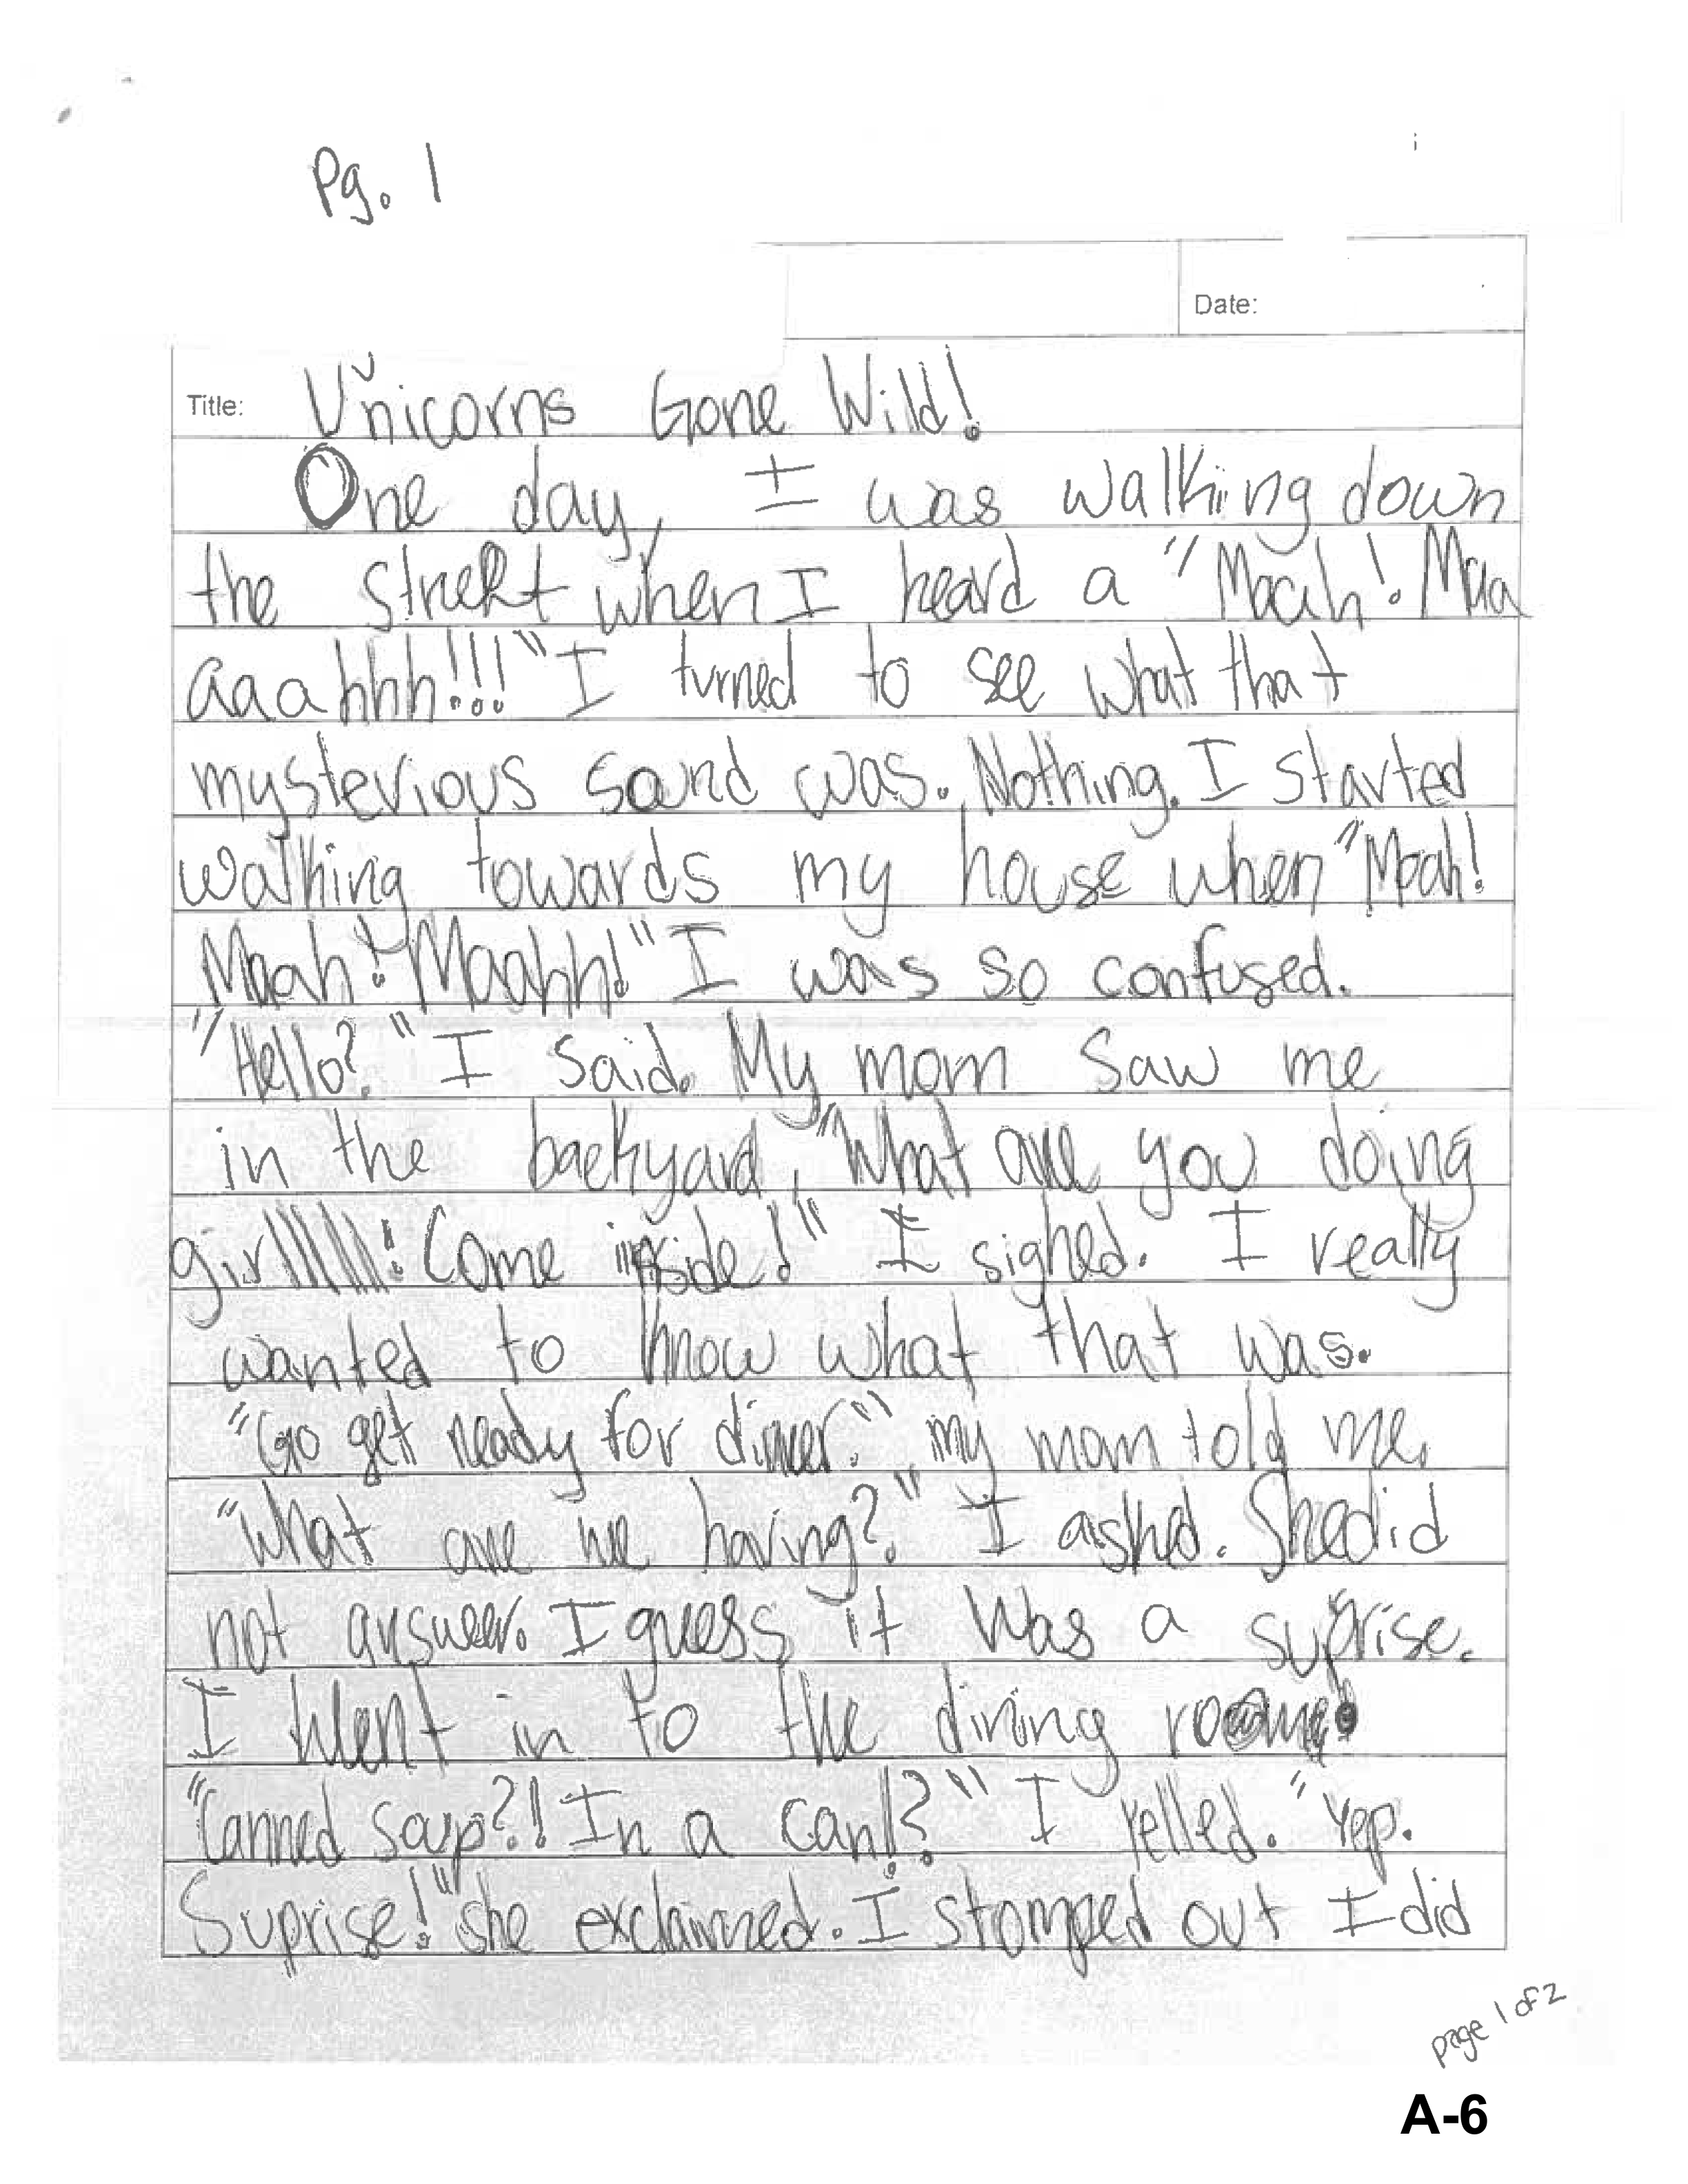 Pg. 1
Date:
Title: Unicorns Gone Wild!
One day, I was walking down
the street when I heard a "Maah! Maa
aaahhh!!!" I turned to see what that
mysterious sound was. Nothing. I started
walking towards my house when "Maah!
Maah! Maahh!" I was so confused.
"Hello?" I said. My mom saw me
in the backyard, "What are you doing
girllllll! Come inside!" I sighed. I really
wanted to know what that was.
"Go get ready for dinner." my mom told me.
"What are we having?" I asked. She did
not answer. I guess it was a suprise.
I went in to the dining room.
"Canned soup?! In a can!?" I yelled. "Yep.
Suprise!" she exclaimed. I stomped out I did
page 1 of 2
A-6